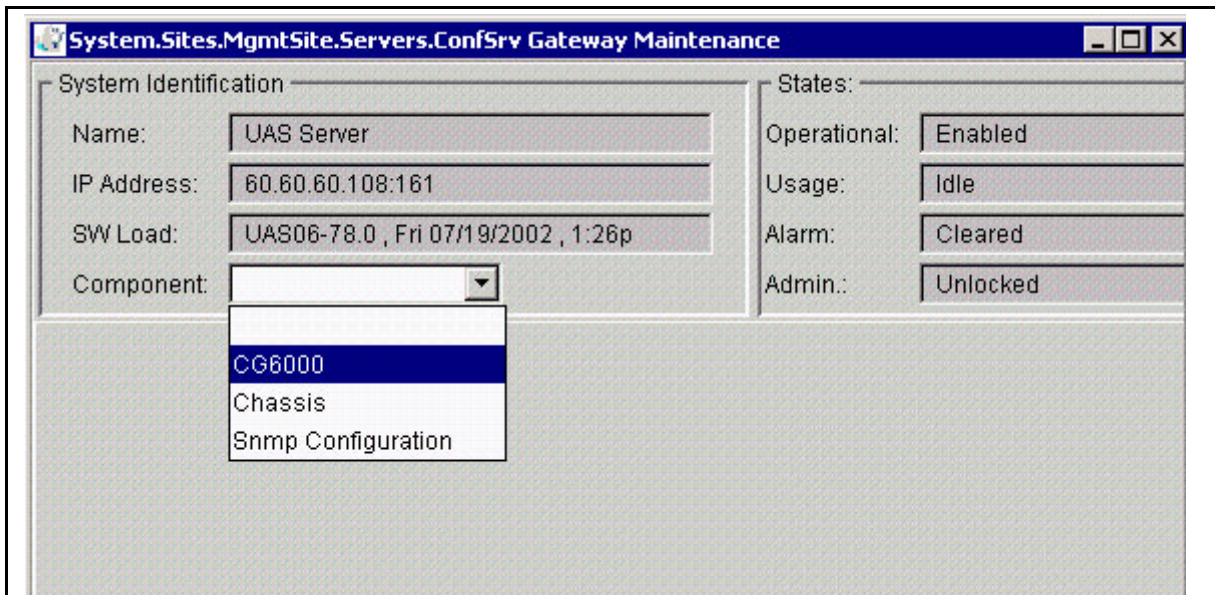 System.Sites.MgmtSite.Servers.ConfSrv Gateway Maintenance
System Identification
Name: UAS Server
IP Address: 60.60.60.108:161
SW Load: UAS06-78.0 , Fri 07/19/2002 , 1:26p
Component:
CG6000
Chassis
Snmp Configuration
States:
Operational: Enabled
Usage: Idle
Alarm: Cleared
Admin.: Unlocked